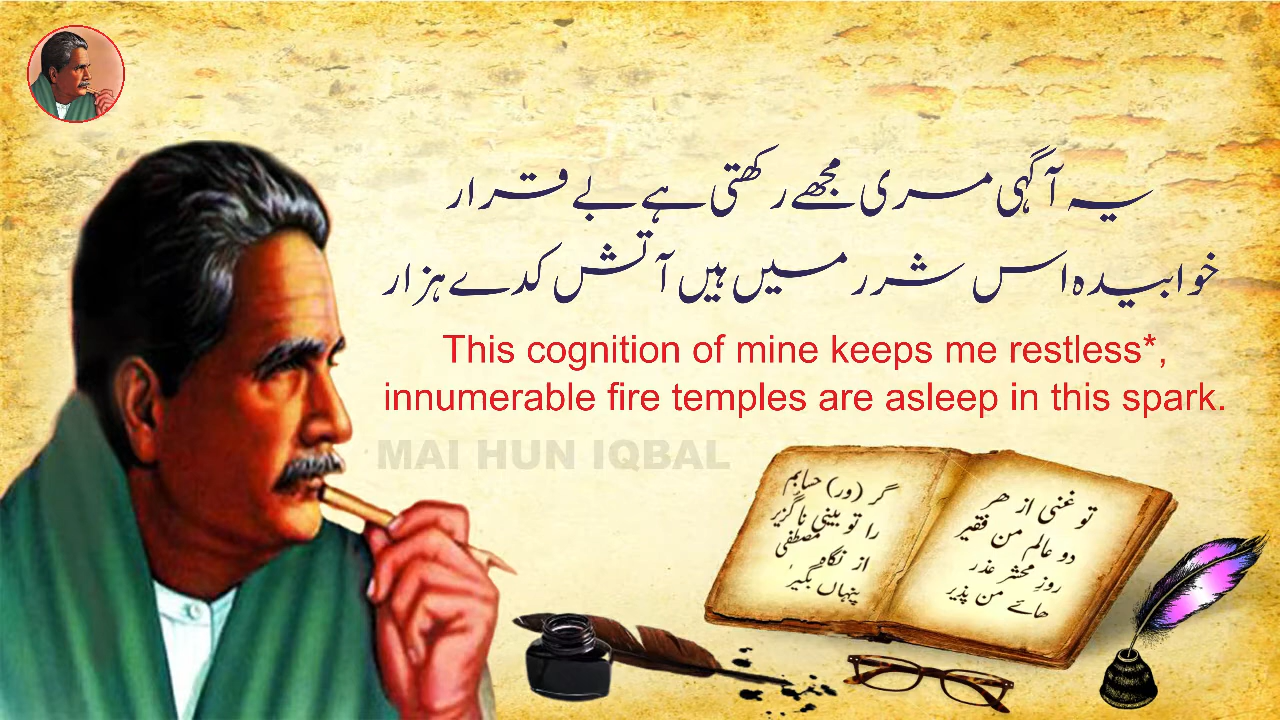 یہ آگہی مری مجھے رکھتی ہے بے قرار
خوابیدہ اس شرر میں ہیں آتش کدے ہزار
This cognition of mine keeps me restless*,
innumerable fire temples are asleep in this spark.
MAI HUN IQBAL
تو غنی از هر
دو عالم من فقیر
روزِ محشر عذر
هائے من پذیر
گر (ور) حسابم
را تو بینی ناگزیر
از نگاه مصطفیٰ
پنہاں بگیر